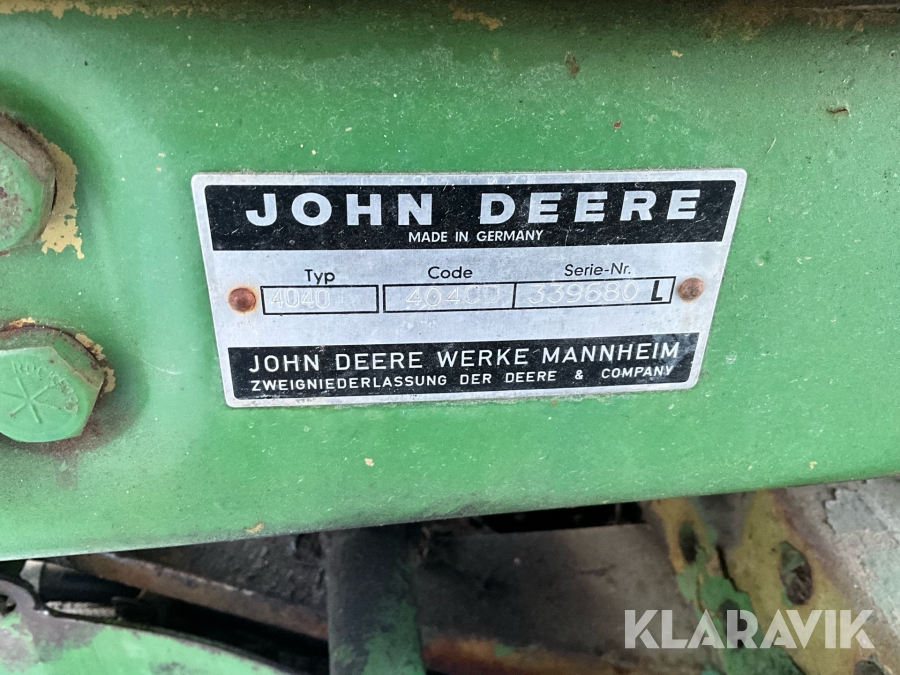 JOHN DEERE
MADE IN GERMANY
Typ Code Serie-Nr.
4040 4040D 339680 L
JOHN DEERE WERKE MANNHEIM
ZWEIGNIEDERLASSUNG DER DEERE & COMPANY
KLARAVIK